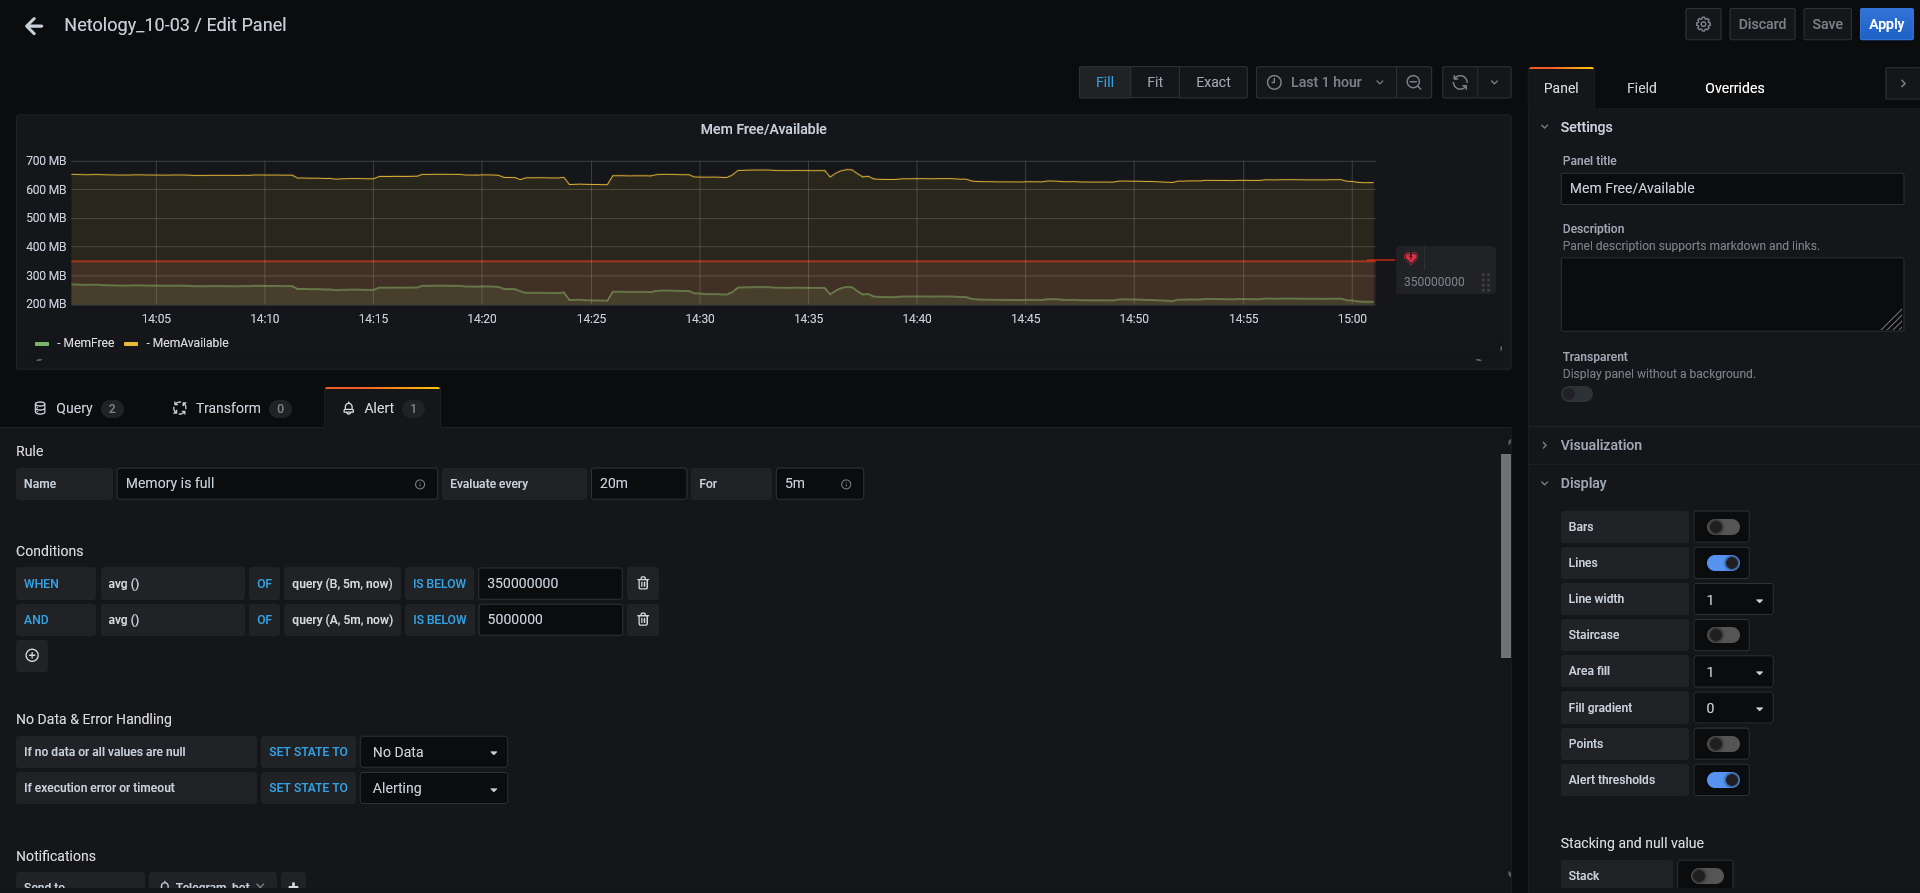 Netology_10-03 / Edit Panel
Discard
Save
Apply
Fill
Fit
Exact
Last 1 hour
Panel
Field
Overrides
Mem Free/Available
700 MB
600 MB
500 MB
400 MB
300 MB
200 MB
350000000
14:05
14:10
14:15
14:20
14:25
14:30
14:35
14:40
14:45
14:50
14:55
15:00
- MemFree
- MemAvailable
Query 2
Transform 0
Alert 1
Rule
Name
Memory is full
Evaluate every
20m
For
5m
Conditions
WHEN avg () OF query (B, 5m, now) IS BELOW 350000000
AND avg () OF query (A, 5m, now) IS BELOW 5000000
No Data & Error Handling
If no data or all values are null SET STATE TO No Data
If execution error or timeout SET STATE TO Alerting
Notifications
Send to Telegram_bot
Settings
Panel title
Mem Free/Available
Description
Panel description supports markdown and links.
Transparent
Display panel without a background.
Visualization
Display
Bars
Lines
Line width 1
Staircase
Area fill 1
Fill gradient 0
Points
Alert thresholds
Stacking and null value
Stack